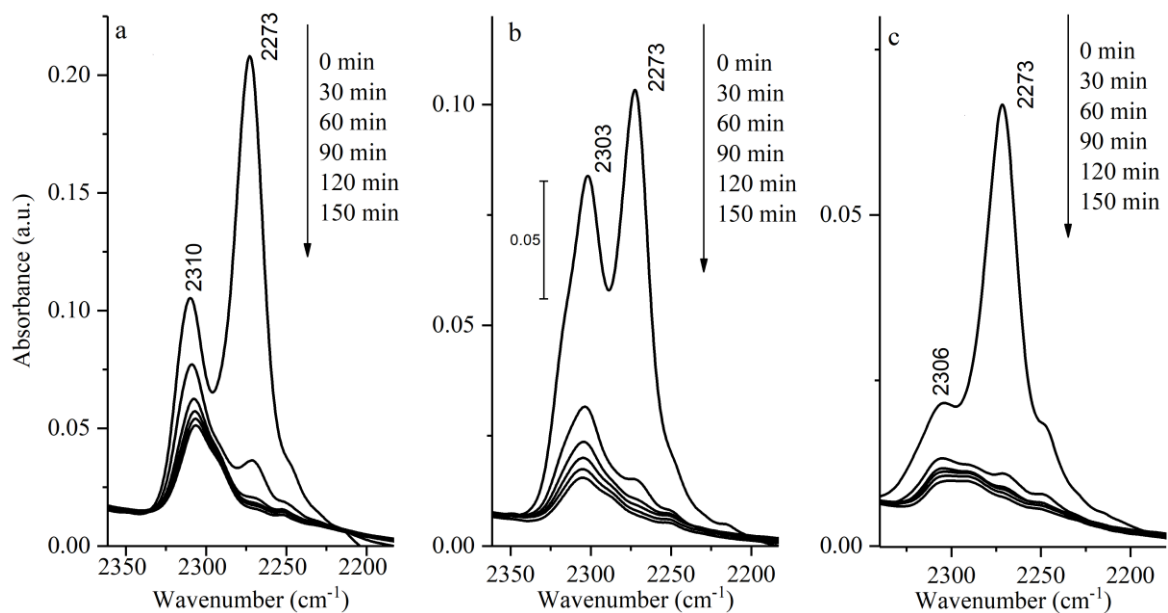 a
2273
0 min
30 min
60 min
90 min
120 min
150 min
2310
0.20
0.15
0.10
0.05
0.00
Absorbance (a.u.)
2350 2300 2250 2200
Wavenumber (cm-1)
b
2273
2303
0.05
0 min
30 min
60 min
90 min
120 min
150 min
0.10
0.05
0.00
2350 2300 2250 2200
Wavenumber (cm-1)
c
2273
2306
0 min
30 min
60 min
90 min
120 min
150 min
0.05
0.00
2300 2250 2200
Wavenumber (cm-1)